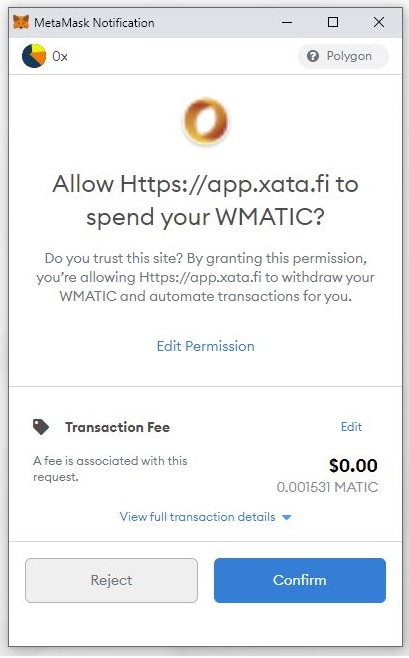 MetaMask Notification
0x
? Polygon
Allow Https://app.xata.fi to
spend your WMATIC?
Do you trust this site? By granting this permission,
you're allowing Https://app.xata.fi to withdraw your
WMATIC and automate transactions for you.
Edit Permission
Transaction Fee
Edit
A fee is associated with this
request.
$0.00
0.001531 MATIC
View full transaction details
Reject
Confirm